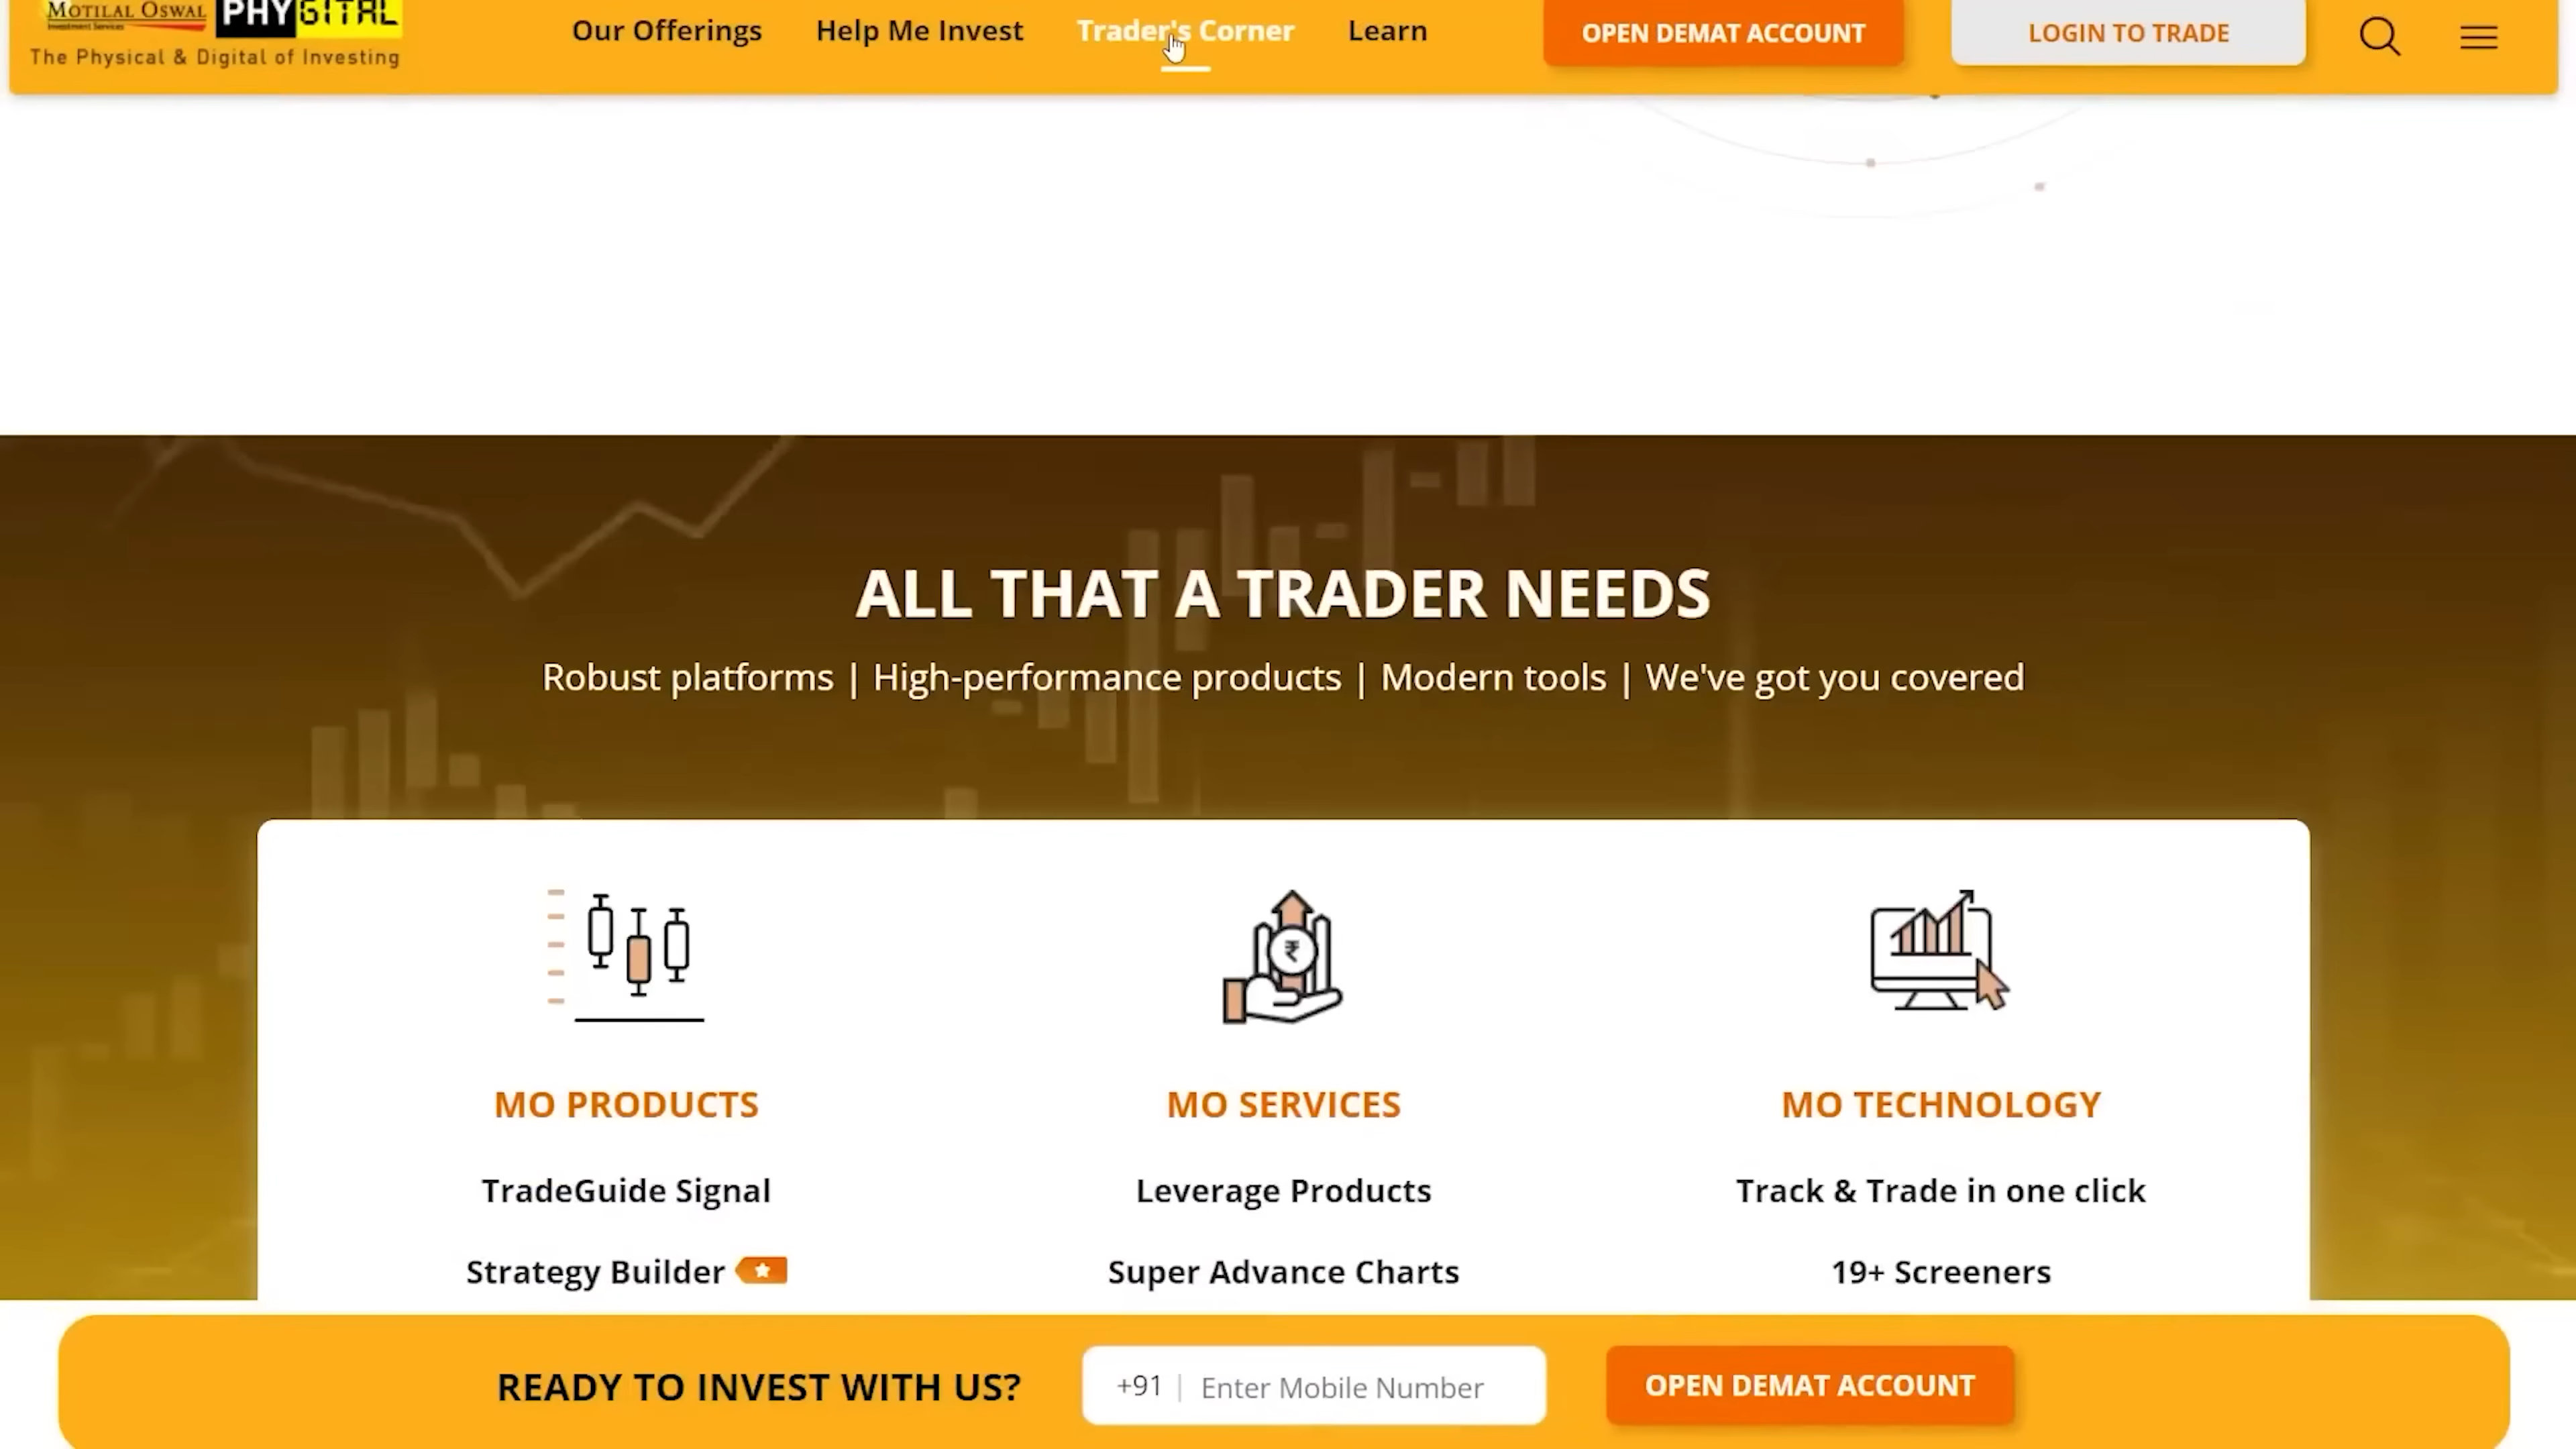 MOTILAL OSWAL PHYGITAL
Investment Services
The Physical & Digital of Investing
Our Offerings
Help Me Invest
Trader's Corner
Learn
OPEN DEMAT ACCOUNT
LOGIN TO TRADE
ALL THAT A TRADER NEEDS
Robust platforms | High-performance products | Modern tools | We've got you covered
₹
MO PRODUCTS
TradeGuide Signal
Strategy Builder
MO SERVICES
Leverage Products
Super Advance Charts
MO TECHNOLOGY
Track & Trade in one click
19+ Screeners
READY TO INVEST WITH US?
+91 | Enter Mobile Number
OPEN DEMAT ACCOUNT